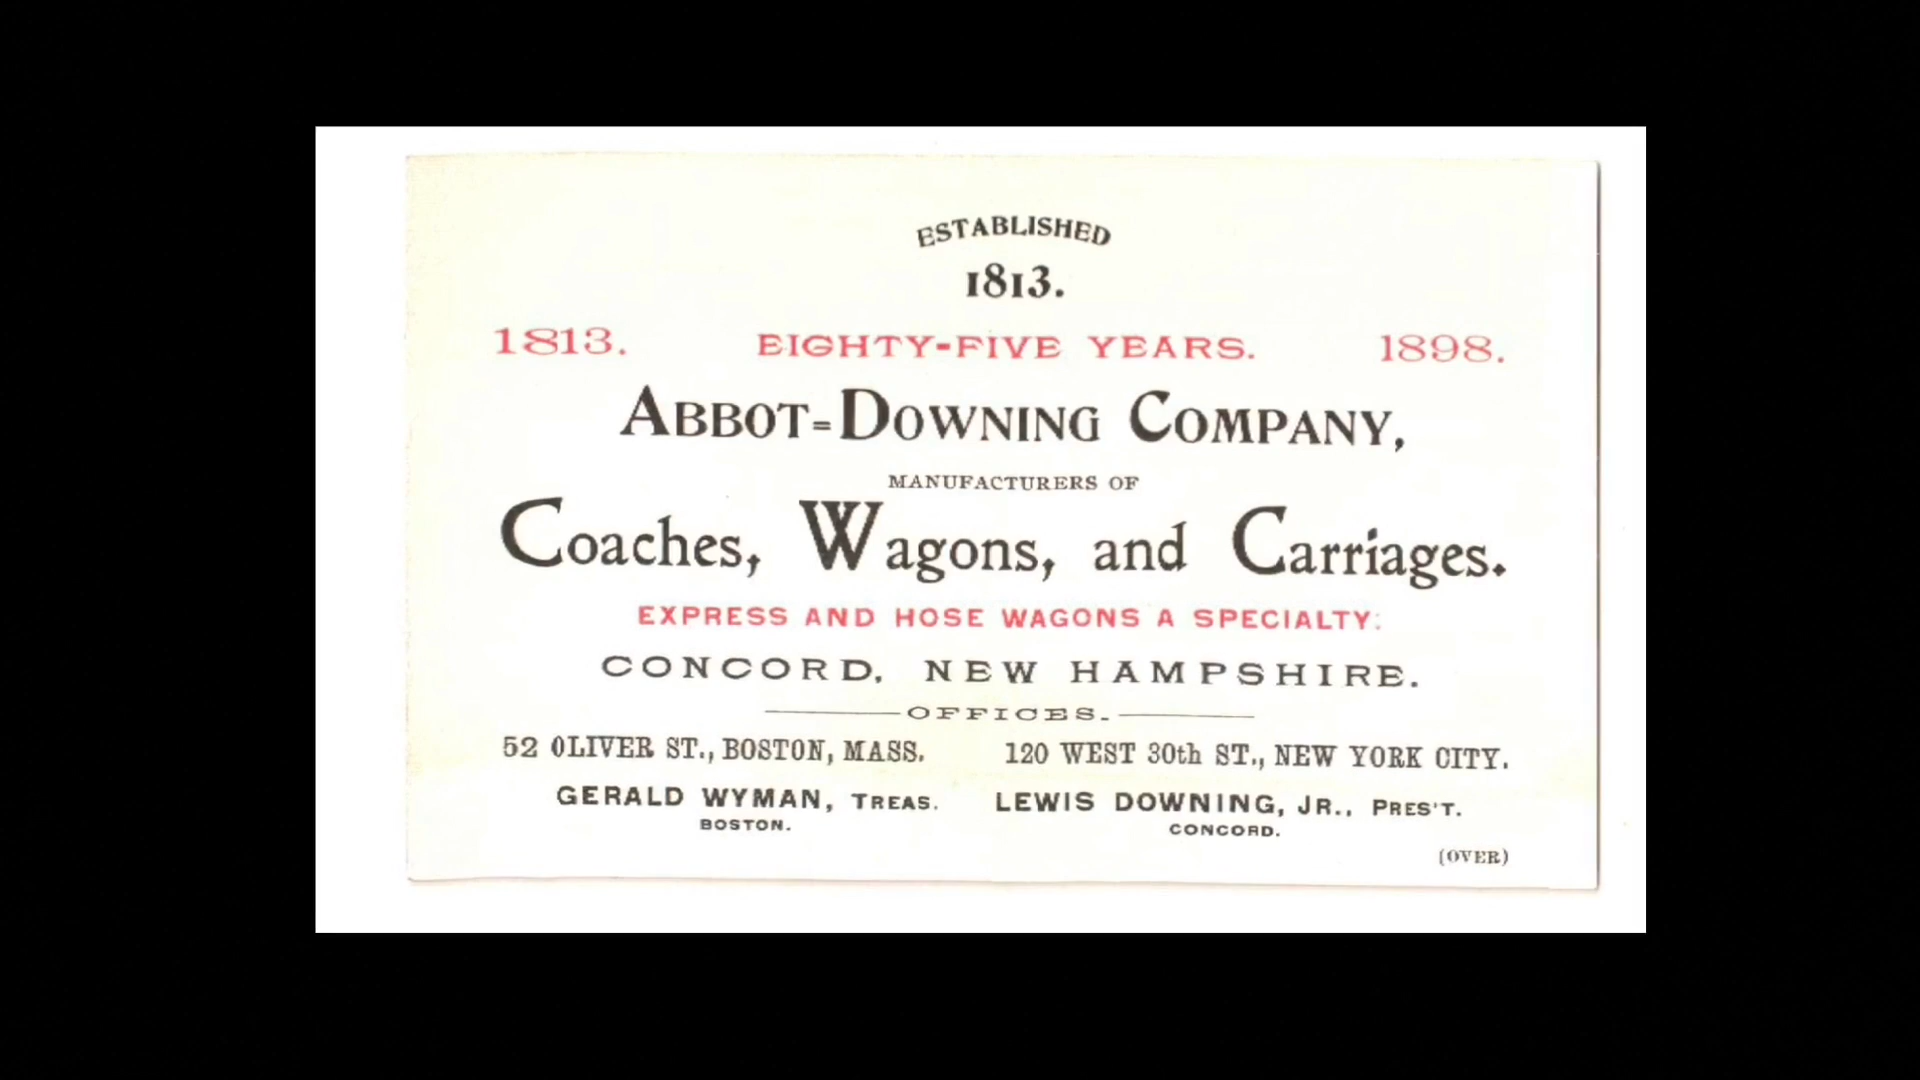 ESTABLISHED
1813.
1813. EIGHTY-FIVE YEARS. 1898.
ABBOT=DOWNING COMPANY,
MANUFACTURERS OF
Coaches, Wagons, and Carriages.
EXPRESS AND HOSE WAGONS A SPECIALTY.
CONCORD, NEW HAMPSHIRE.
OFFICES.
52 OLIVER ST., BOSTON, MASS. 120 WEST 30th ST., NEW YORK CITY.
GERALD WYMAN, TREAS. LEWIS DOWNING, JR., PRES'T.
BOSTON. CONCORD.
(OVER)